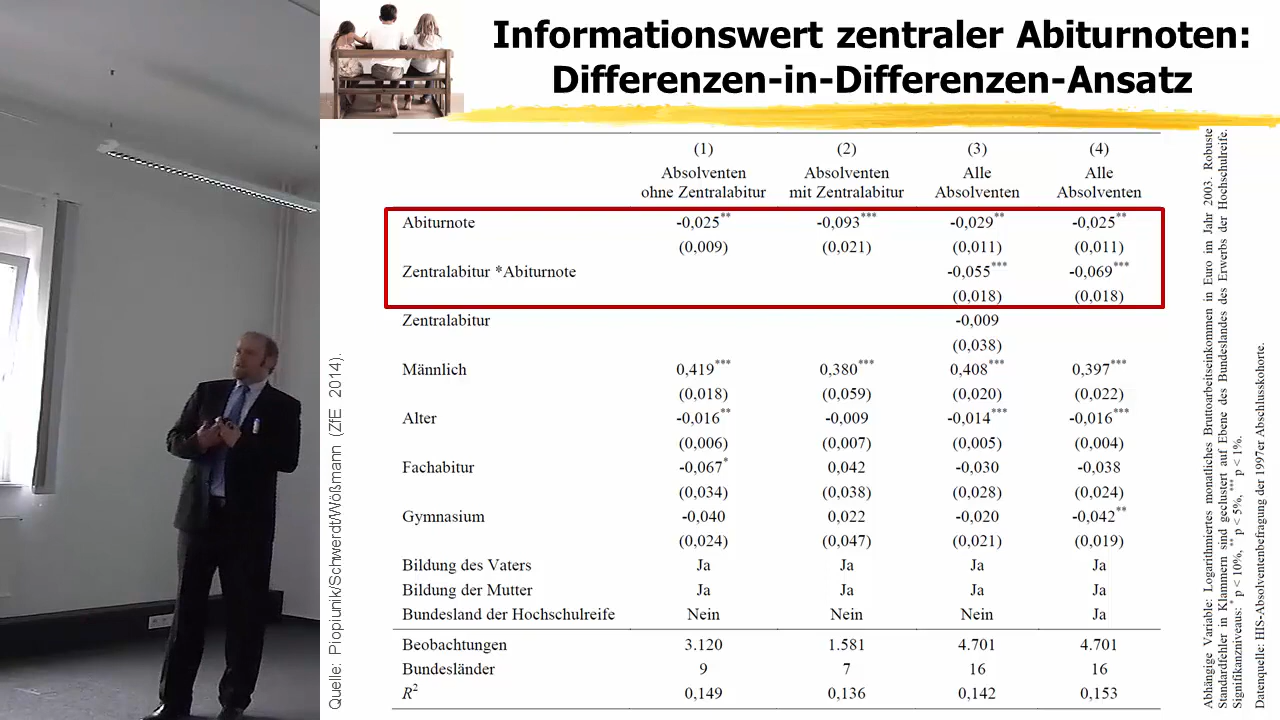 Informationswert zentraler Abiturnoten:
Differenzen-in-Differenzen-Ansatz
(1) (2) (3) (4)
Absolventen Absolventen Alle Alle
ohne Zentralabitur mit Zentralabitur Absolventen Absolventen
Abiturnote -0,025** -0,093*** -0,029** -0,025**
(0,009) (0,021) (0,011) (0,011)
Zentralabitur *Abiturnote -0,055*** -0,069***
(0,018) (0,018)
Zentralabitur -0,009
(0,038)
Männlich 0,419*** 0,380*** 0,408*** 0,397***
(0,018) (0,059) (0,020) (0,022)
Alter -0,016** -0,009 -0,014*** -0,016***
(0,006) (0,007) (0,005) (0,004)
Fachabitur -0,067* 0,042 -0,030 -0,038
(0,034) (0,038) (0,028) (0,024)
Gymnasium -0,040 0,022 -0,020 -0,042**
(0,024) (0,047) (0,021) (0,019)
Bildung des Vaters Ja Ja Ja Ja
Bildung der Mutter Ja Ja Ja Ja
Bundesland der Hochschulreife Nein Nein Nein Ja
Beobachtungen 3.120 1.581 4.701 4.701
Bundesländer 9 7 16 16
R² 0,149 0,136 0,142 0,153
Quelle: Piopiunik/Schwerdt/Wößmann (ZfE 2014).
Abhängige Variable: Logarithmiertes monatliches Bruttoarbeitseinkommen in Euro im Jahr 2003. Robuste
Standardfehler in Klammern sind geclustert auf Ebene des Bundeslandes des Erwerbs der Hochschulreife.
Signifikanzniveaus: * p < 10%, ** p < 5%, *** p < 1%.
Datenquelle: HIS-Absolventenbefragung der 1997er Abschlusskohorte.